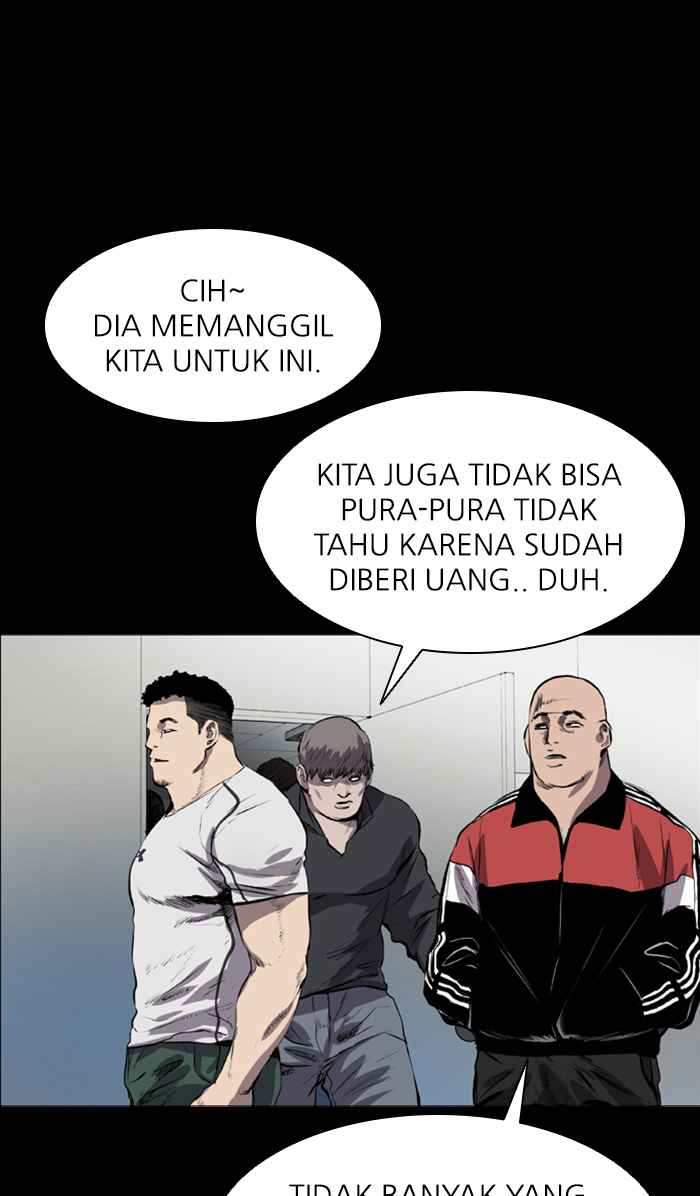 CIH~
DIA MEMANGGIL
KITA UNTUK INI.
KITA JUGA TIDAK BISA
PURA-PURA TIDAK
TAHU KARENA SUDAH
DIBERI UANG.. DUH.
TIDAK BANYAK YANG